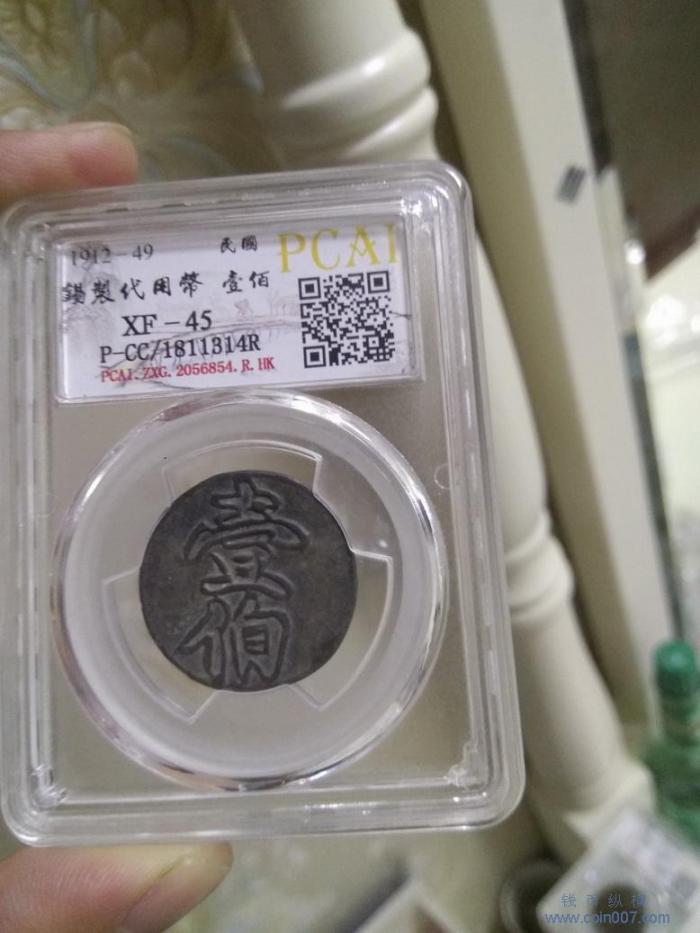 1912-49 民國 PCAI
錫製代用幣 壹佰
XF-45
P-CC/1811314R
PCAI.ZXG.2056854.R.HK
壹
佰
钱币纵横
www.coin007.com